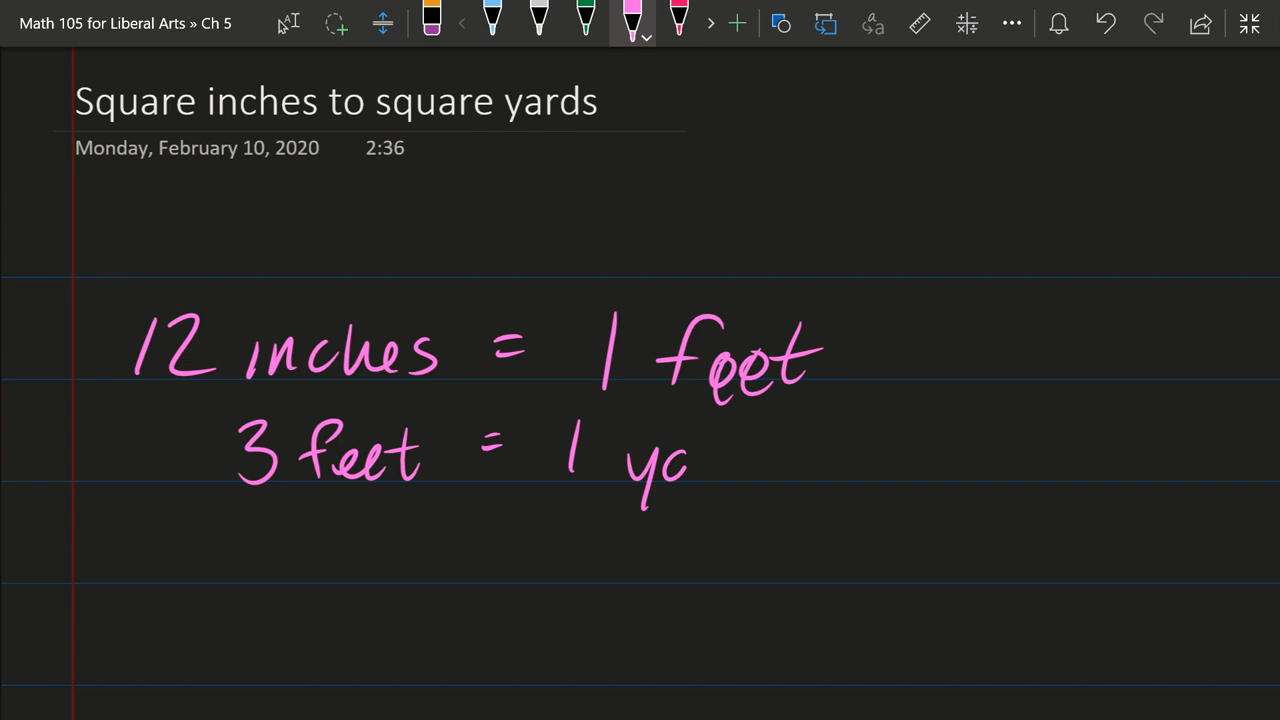 Math 105 for Liberal Arts » Ch 5
Square inches to square yards
Monday, February 10, 2020 2:36
12 inches = 1 feet
3 feet = 1 ya